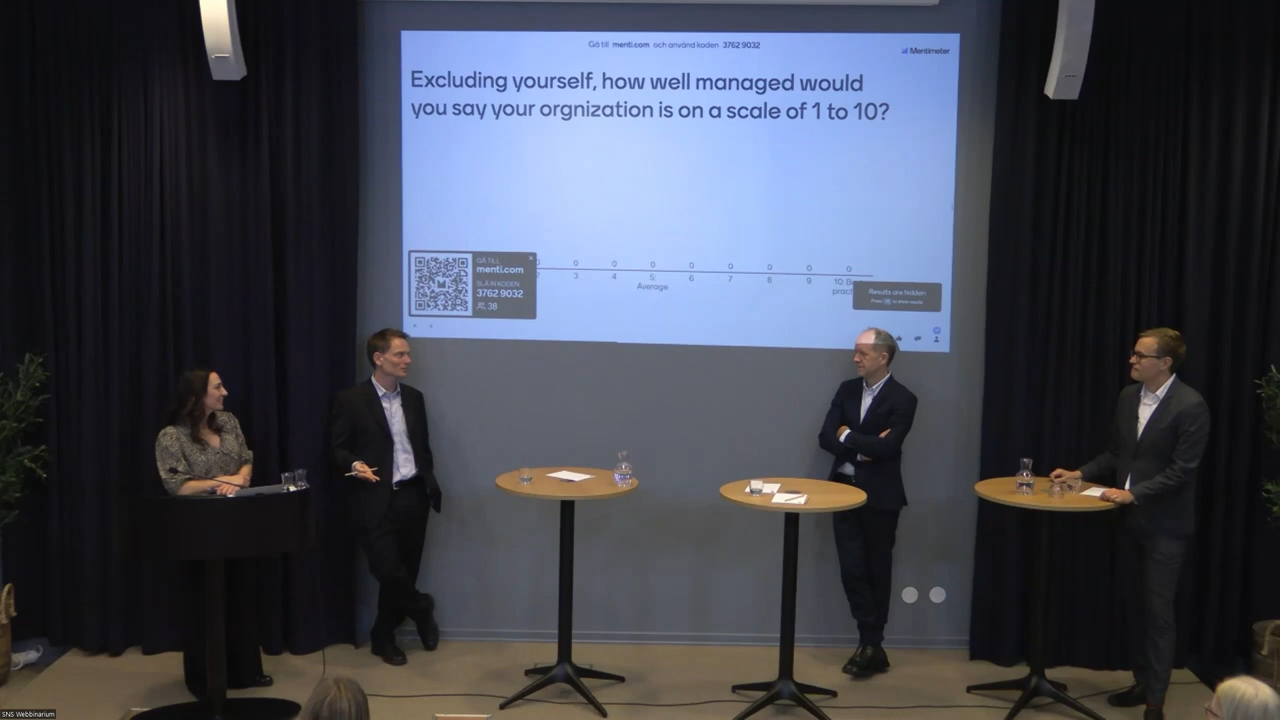 Gå till menti.com och använd koden 3762 9032
Mentimeter
Excluding yourself, how well managed would
you say your orgnization is on a scale of 1 to 10?
0 0 0 0 0 0 0 0
3 4 5: 6 7 8 9 10: Be
Average
pract
GÅ TILL
menti.com
SLÅ IN KODEN
3762 9032
38
Results are hidden
SNS Webbinarium